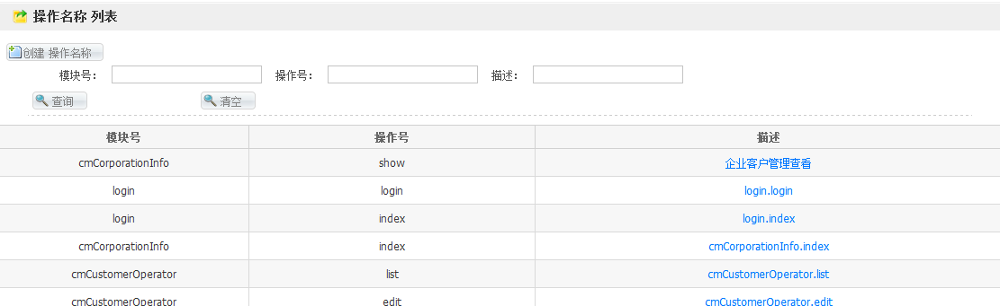 操作名称 列表
创建 操作名称
模块号： 操作号： 描述：
查询 清空
模块号 操作号 描述
cmCorporationInfo show 企业客户管理查看
login login login.login
login index login.index
cmCorporationInfo index cmCorporationInfo.index
cmCustomerOperator list cmCustomerOperator.list
cmCustomerOperator edit cmCustomerOperator.edit